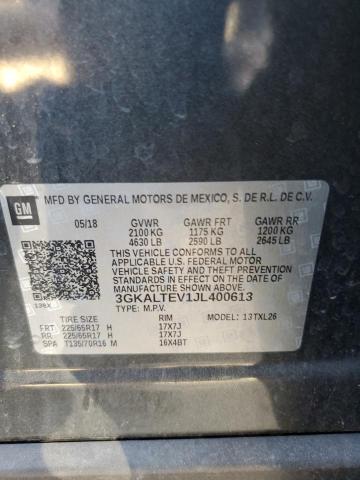 GM
MFD BY GENERAL MOTORS DE MEXICO, S. DE R.L. DE C.V.
05/18 GVWR GAWR FRT GAWR RR
2100 KG 1175 KG 1200 KG
4630 LB 2590 LB 2645 LB
THIS VEHICLE CONFORMS TO ALL APPLICABLE
U.S. FEDERAL MOTOR VEHICLE SAFETY, BUMPER,
AND THEFT PREVENTION STANDARDS IN EFFECT
ON THE DATE OF MANUFACTURE SHOWN ABOVE.
3GKALTEV1JL400613
TYPE: M.P.V.
TIRE SIZE RIM MODEL: 13TXL26
FRT 225/65R17 H 17X7J
RR 225/65R17 H 17X7J
SPA T135/70R16 M 16X4BT